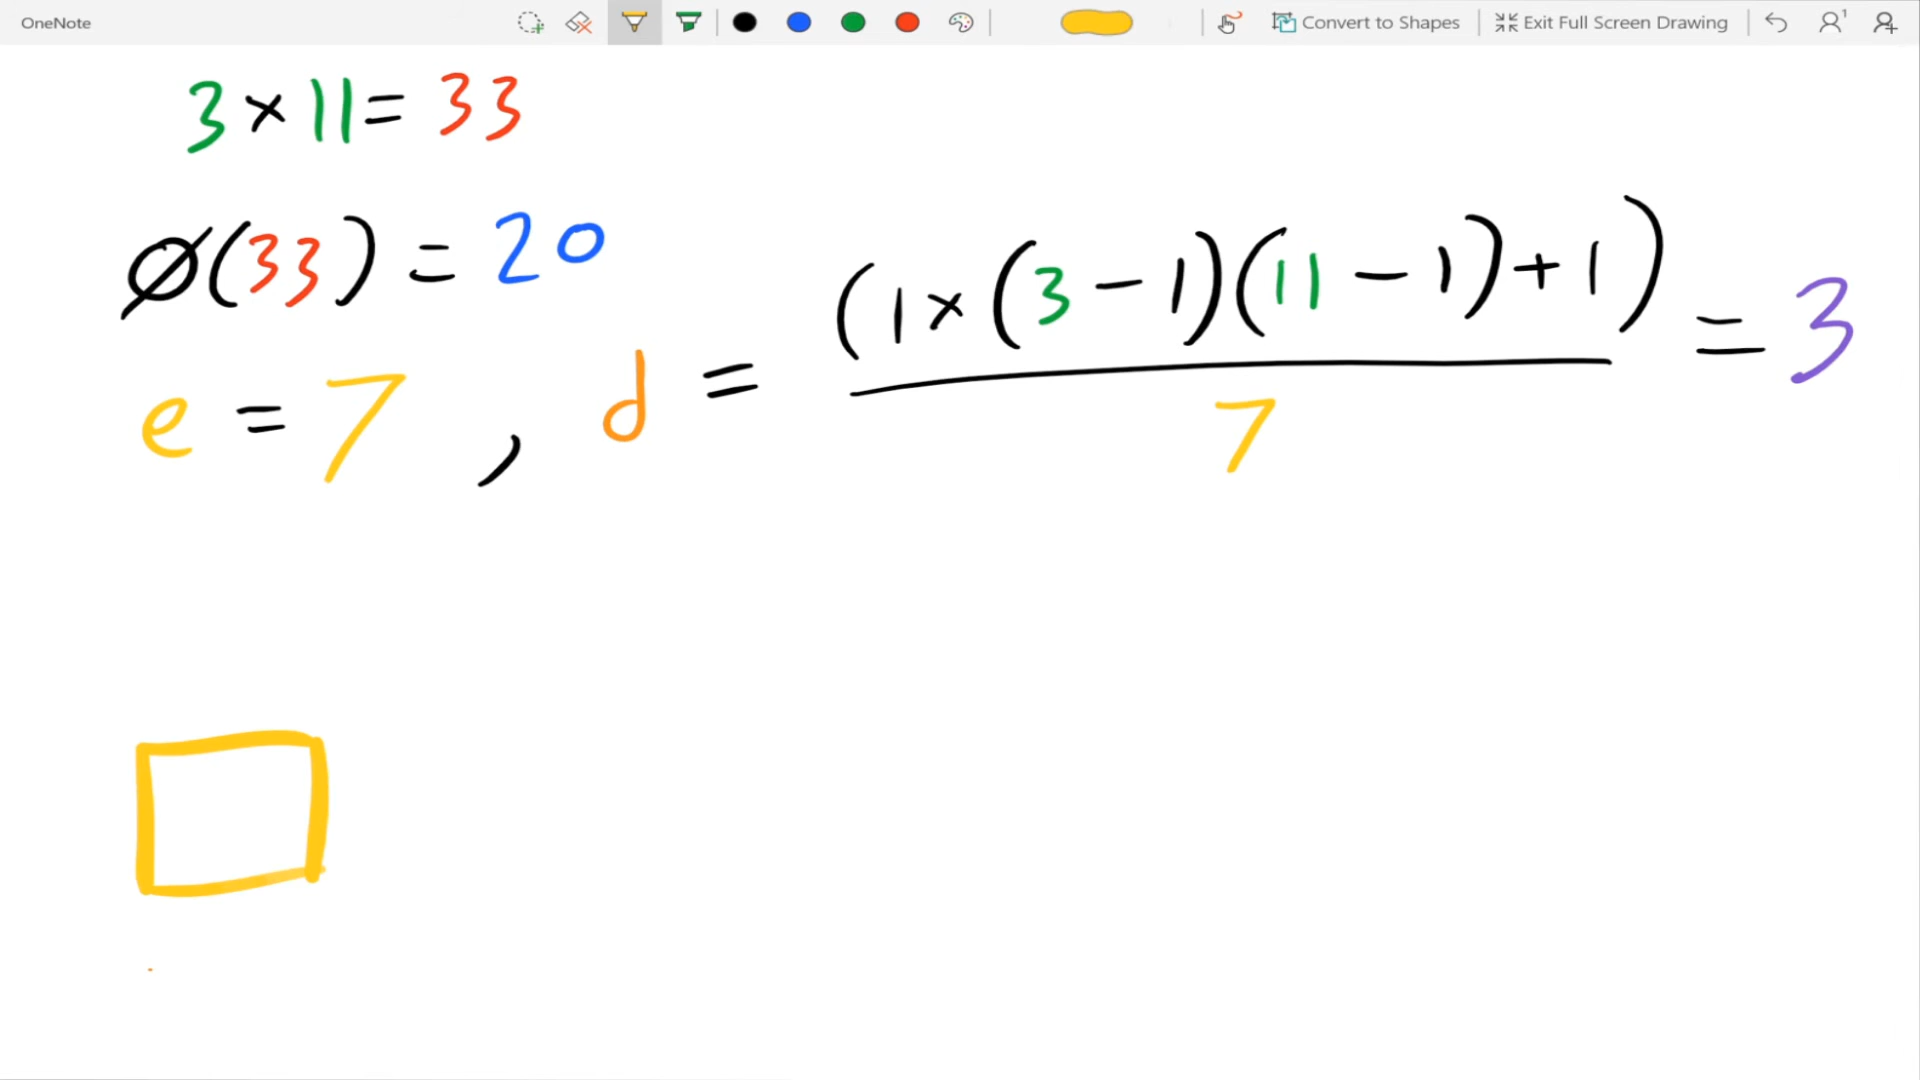 OneNote
Convert to Shapes
Exit Full Screen Drawing
1
3 × 11 = 33
ø(33) = 20
e = 7 , d = (1 × (3 - 1)(11 - 1) + 1) = 3
7